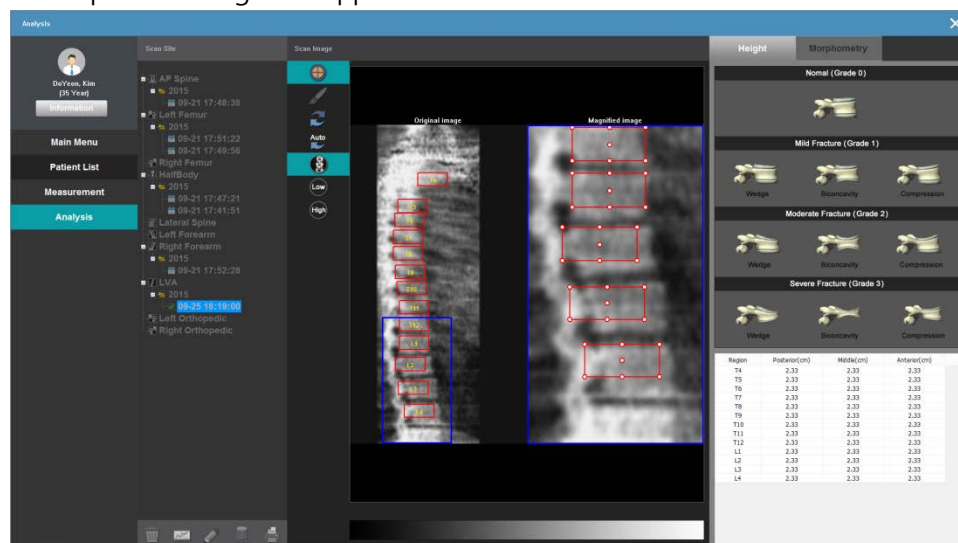 Analysis
DeYeon, Kim
(35 Year)
Information
Main Menu
Patient List
Measurement
Analysis
Scan Site
AP Spine
2015
09-21 17:48:38
Left Femur
2015
09-21 17:51:22
09-21 17:49:56
Right Femur
HalfBody
2015
09-21 17:47:21
09-21 17:41:51
Lateral Spine
Left Forearm
Right Forearm
2015
09-21 17:52:28
LVA
2015
09-25 18:19:00
Left Orthopedic
Right Orthopedic
Scan Image
Auto
Low
High
Original image
Magnified image
T10
T11
T12
L1
L2
L3
L4
Height
Morphometry
Nomal (Grade 0)
Mild Fracture (Grade 1)
Wedge Biconcavity Compression
Moderate Fracture (Grade 2)
Wedge Biconcavity Compression
Severe Fracture (Grade 3)
Wedge Biconcavity Compression
Region Posterior(cm) Middle(cm) Anterior(cm)
T4 2.33 2.33 2.33
T5 2.33 2.33 2.33
T6 2.33 2.33 2.33
T7 2.33 2.33 2.33
T8 2.33 2.33 2.33
T9 2.33 2.33 2.33
T10 2.33 2.33 2.33
T11 2.33 2.33 2.33
T12 2.33 2.33 2.33
L1 2.33 2.33 2.33
L2 2.33 2.33 2.33
L3 2.33 2.33 2.33
L4 2.33 2.33 2.33